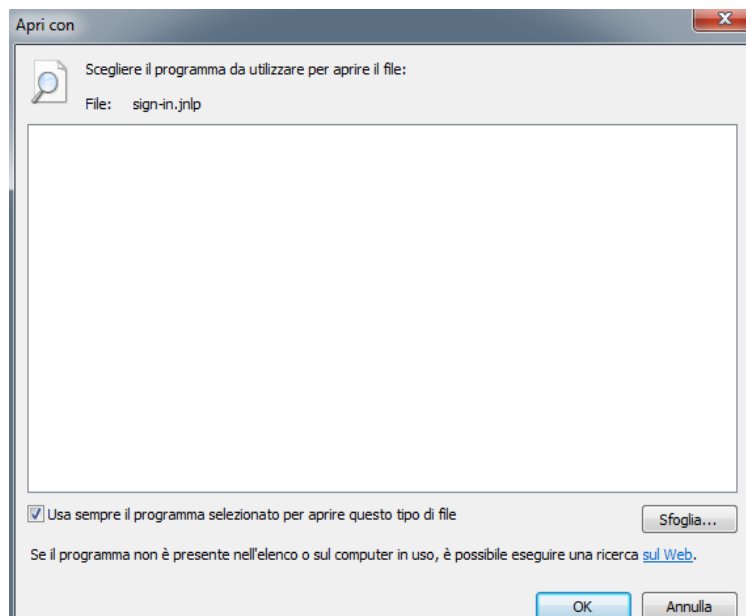 Apri con
Scegliere il programma da utilizzare per aprire il file:
File: sign-in.jnlp
Usa sempre il programma selezionato per aprire questo tipo di file
Sfoglia...
Se il programma non è presente nell'elenco o sul computer in uso, è possibile eseguire una ricerca sul Web.
OK Annulla